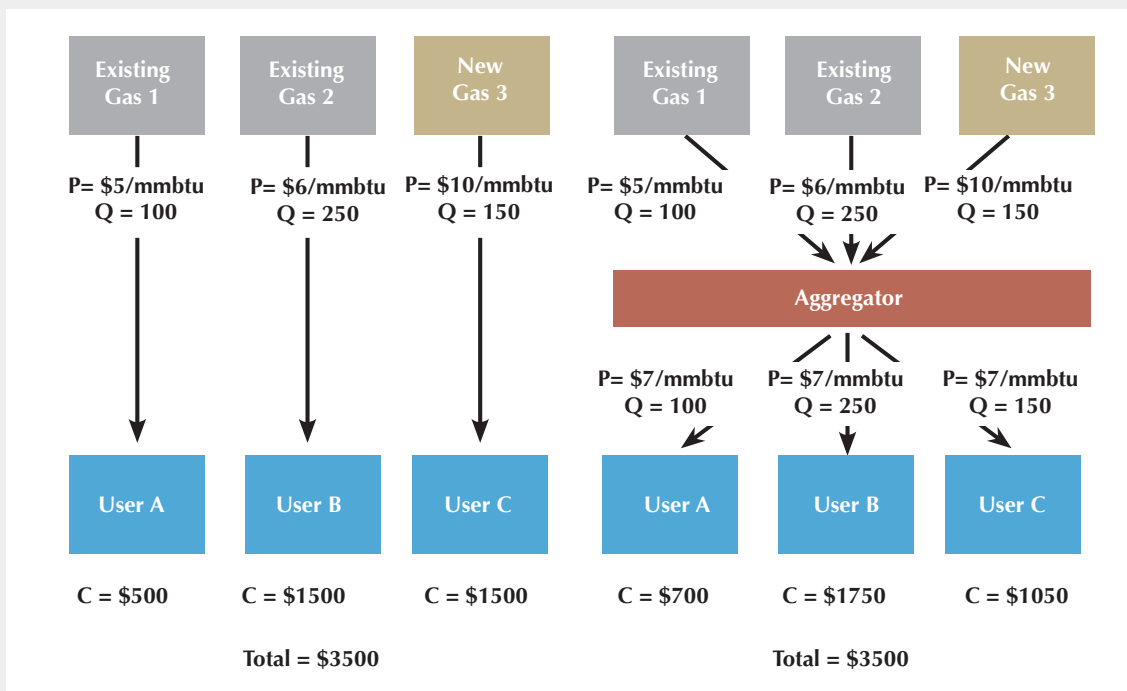 Existing
Gas 1
Existing
Gas 2
New
Gas 3
P= $5/mmbtu
Q = 100
P= $6/mmbtu
Q = 250
P= $10/mmbtu
Q = 150
User A
User B
User C
C = $500
C = $1500
C = $1500
Total = $3500
Existing
Gas 1
Existing
Gas 2
New
Gas 3
P= $5/mmbtu
Q = 100
P= $6/mmbtu
Q = 250
P= $10/mmbtu
Q = 150
Aggregator
P= $7/mmbtu
Q = 100
P= $7/mmbtu
Q = 250
P= $7/mmbtu
Q = 150
User A
User B
User C
C = $700
C = $1750
C = $1050
Total = $3500